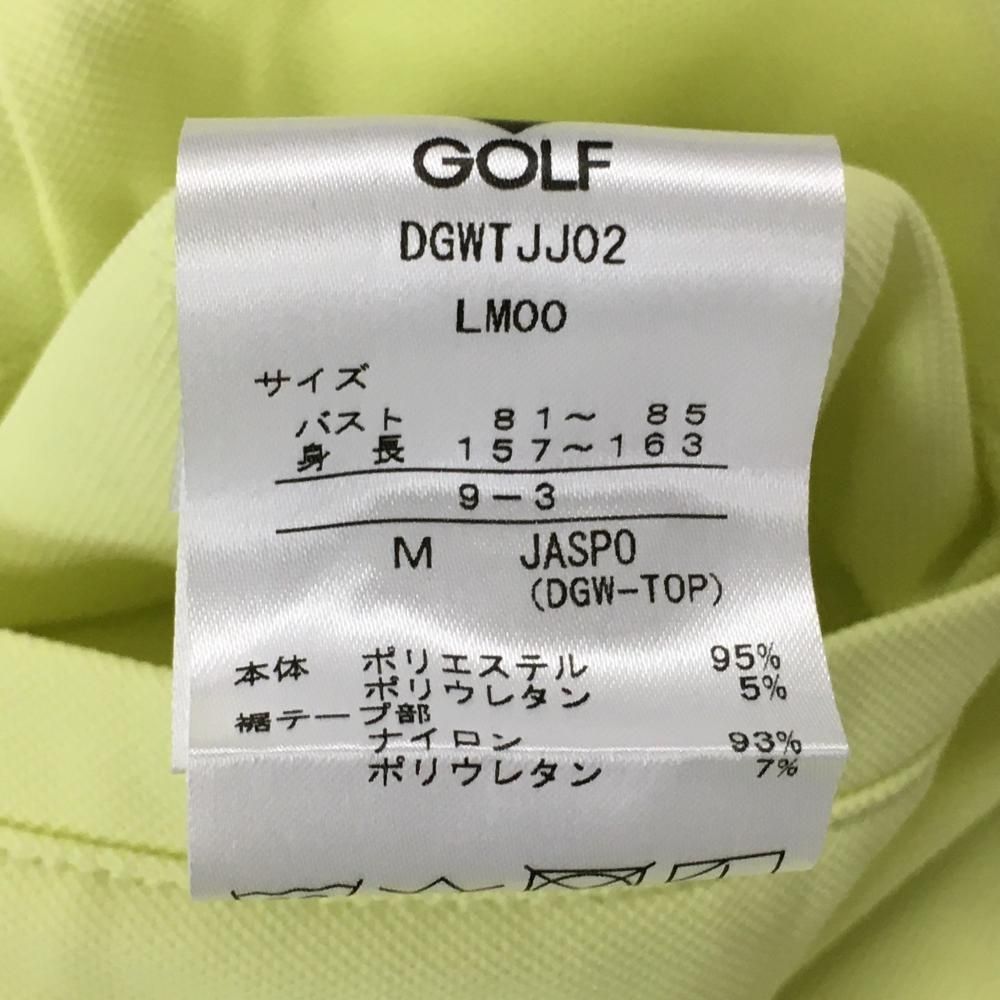 GOLF
DGWTJJ02
LM00
サイズ
バスト 81〜 85
身長 157〜163
9-3
M JASPO
(DGW-TOP)
本体 ポリエステル 95%
ポリウレタン 5%
裾テープ部
ナイロン 93%
ポリウレタン 7%